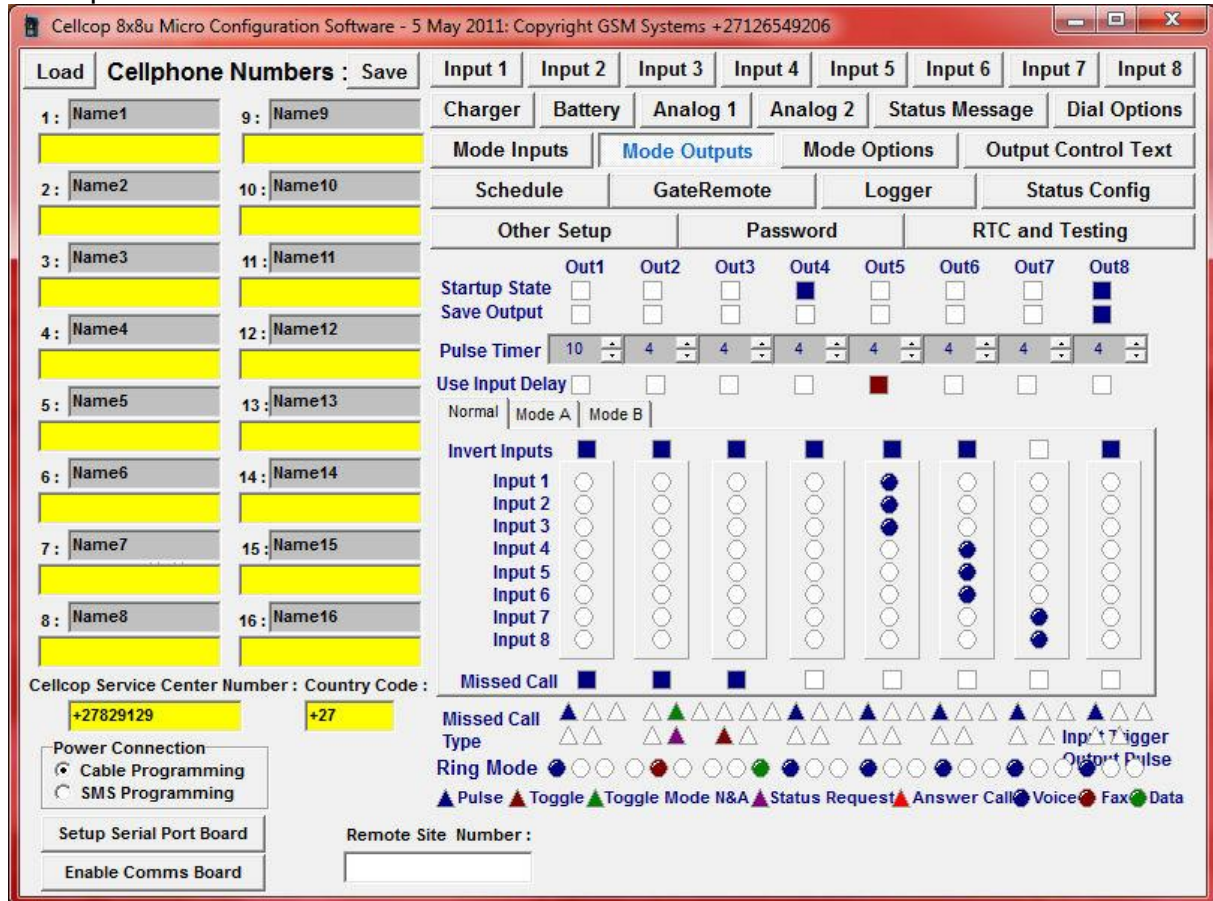 Cellcop 8x8u Micro Configuration Software - 5 May 2011: Copyright GSM Systems +27126549206
Load Cellphone Numbers : Save
1 : Name1 9 : Name9
2 : Name2 10 : Name10
3 : Name3 11 : Name11
4 : Name4 12 : Name12
5 : Name5 13 : Name13
6 : Name6 14 : Name14
7 : Name7 15 : Name15
8 : Name8 16 : Name16
Cellcop Service Center Number : Country Code :
+27829129 +27
Power Connection
Cable Programming
SMS Programming
Setup Serial Port Board
Enable Comms Board
Remote Site Number :
Input 1 Input 2 Input 3 Input 4 Input 5 Input 6 Input 7 Input 8
Charger Battery Analog 1 Analog 2 Status Message Dial Options
Mode Inputs Mode Outputs Mode Options Output Control Text
Schedule GateRemote Logger Status Config
Other Setup Password RTC and Testing
Out1 Out2 Out3 Out4 Out5 Out6 Out7 Out8
Startup State
Save Output
Pulse Timer 10 4 4 4 4 4 4 4
Use Input Delay
Normal Mode A Mode B
Invert Inputs
Input 1
Input 2
Input 3
Input 4
Input 5
Input 6
Input 7
Input 8
Missed Call
Missed Call
Type
Input Trigger
Output Pulse
Ring Mode
Pulse Toggle Toggle Mode N&A Status Request Answer Call Voice Fax Data